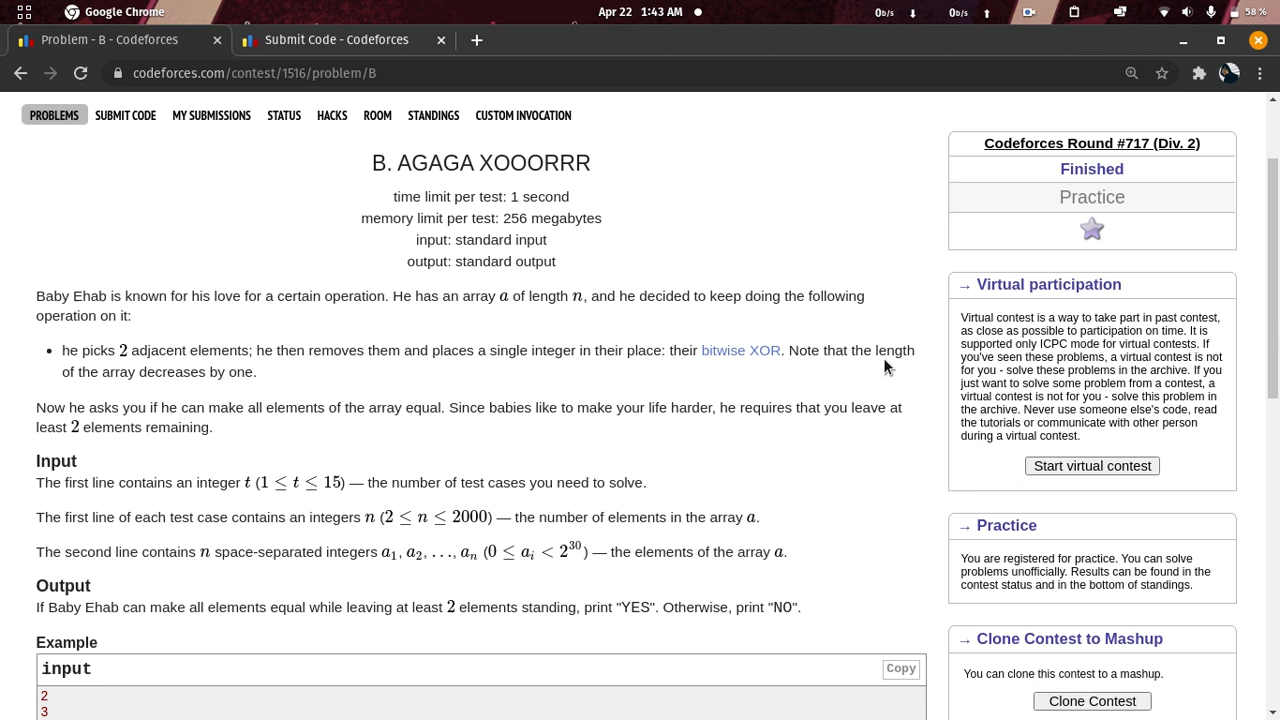 Google Chrome
Apr 22 1:43 AM
0b/s 0b/s 58 %
Problem - B - Codeforces
Submit Code - Codeforces
codeforces.com/contest/1516/problem/B
PROBLEMS SUBMIT CODE MY SUBMISSIONS STATUS HACKS ROOM STANDINGS CUSTOM INVOCATION
B. AGAGA XOOORRR
time limit per test: 1 second
memory limit per test: 256 megabytes
input: standard input
output: standard output
Baby Ehab is known for his love for a certain operation. He has an array a of length n, and he decided to keep doing the following
operation on it:
• he picks 2 adjacent elements; he then removes them and places a single integer in their place: their bitwise XOR. Note that the length
of the array decreases by one.
Now he asks you if he can make all elements of the array equal. Since babies like to make your life harder, he requires that you leave at
least 2 elements remaining.
Input
The first line contains an integer t (1 ≤ t ≤ 15) — the number of test cases you need to solve.
The first line of each test case contains an integers n (2 ≤ n ≤ 2000) — the number of elements in the array a.
The second line contains n space-separated integers a₁, a₂, …, aₙ (0 ≤ aᵢ < 2³⁰) — the elements of the array a.
Output
If Baby Ehab can make all elements equal while leaving at least 2 elements standing, print "YES". Otherwise, print "NO".
Example
input
Copy
2
3
Codeforces Round #717 (Div. 2)
Finished
Practice
→ Virtual participation
Virtual contest is a way to take part in past contest,
as close as possible to participation on time. It is
supported only ICPC mode for virtual contests. If
you've seen these problems, a virtual contest is not
for you - solve these problems in the archive. If you
just want to solve some problem from a contest, a
virtual contest is not for you - solve this problem in
the archive. Never use someone else's code, read
the tutorials or communicate with other person
during a virtual contest.
Start virtual contest
→ Practice
You are registered for practice. You can solve
problems unofficially. Results can be found in the
contest status and in the bottom of standings.
→ Clone Contest to Mashup
You can clone this contest to a mashup.
Clone Contest